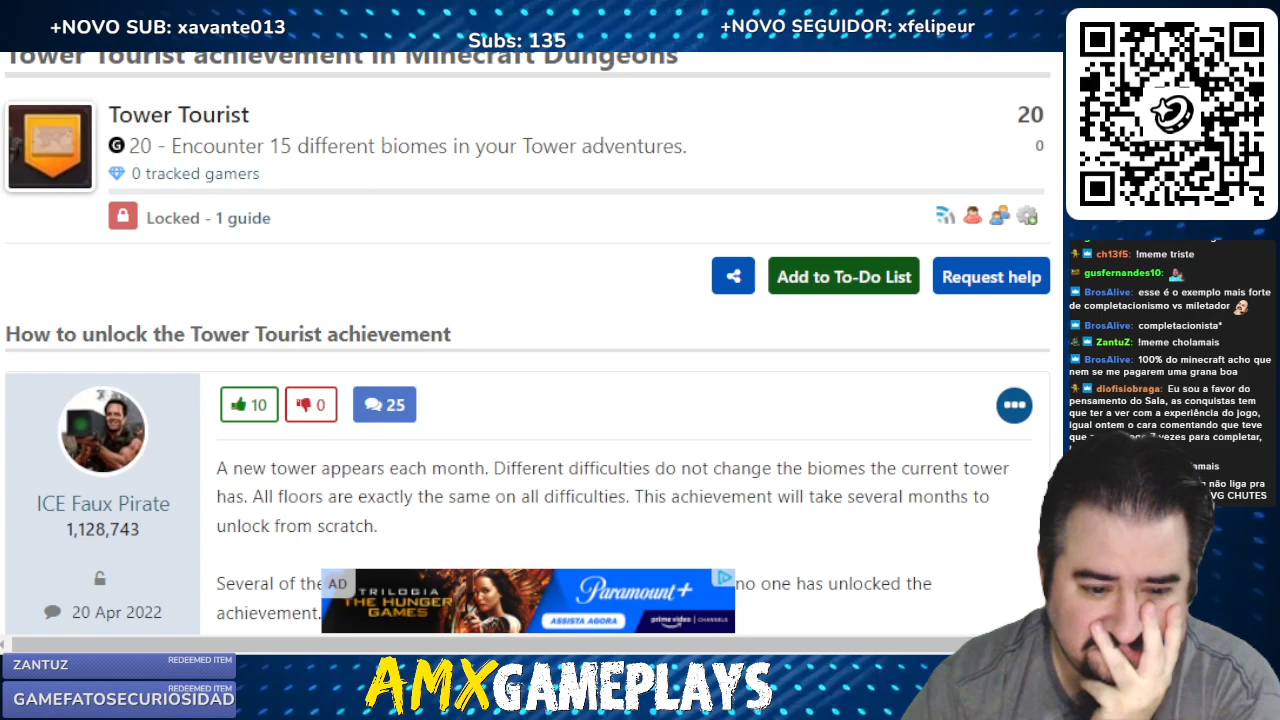 +NOVO SUB: xavante013
Subs: 135
+NOVO SEGUIDOR: xfelipeur
Tower Tourist achievement in Minecraft Dungeons
Tower Tourist
20
G 20 - Encounter 15 different biomes in your Tower adventures.
0
0 tracked gamers
Locked - 1 guide
Add to To-Do List
Request help
How to unlock the Tower Tourist achievement
10
0
25
ICE Faux Pirate
1,128,743
20 Apr 2022
A new tower appears each month. Different difficulties do not change the biomes the current tower
has. All floors are exactly the same on all difficulties. This achievement will take several months to
unlock from scratch.
Several of the
no one has unlocked the
achievement.
AD
TRILOGIA
THE HUNGER
GAMES
Paramount+
ASSISTA AGORA
prime video | CHANNELS
ch13f5: !meme triste
gusfernandes10:
BrosAlive: esse é o exemplo mais forte
de completacionismo vs miletador
BrosAlive: completacionista*
ZantuZ: !meme cholamais
BrosAlive: 100% do minecraft acho que
nem se me pagarem uma grana boa
diofisiobraga: Eu sou a favor do
pensamento do Sala, as conquistas tem
que ter a ver com a experiência do jogo,
igual ontem o cara comentando que teve
que
7 vezes para completar,
amais
não liga pra
VG CHUTES
ZANTUZ
REDEEMED ITEM
GAMEFATOSECURIOSIDAD
REDEEMED ITEM
AMXGAMEPLAYS